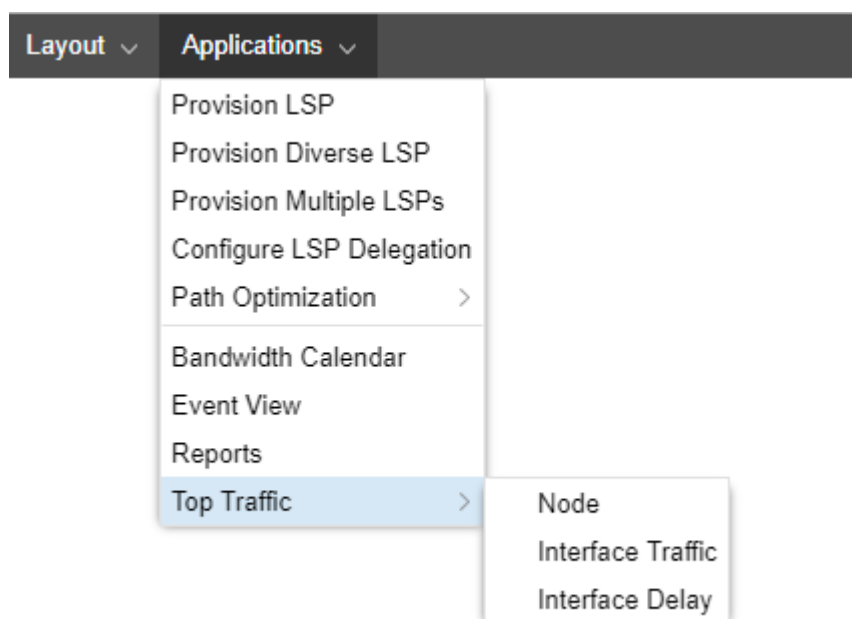 Layout Applications
Provision LSP
Provision Diverse LSP
Provision Multiple LSPs
Configure LSP Delegation
Path Optimization
Bandwidth Calendar
Event View
Reports
Top Traffic
Node
Interface Traffic
Interface Delay